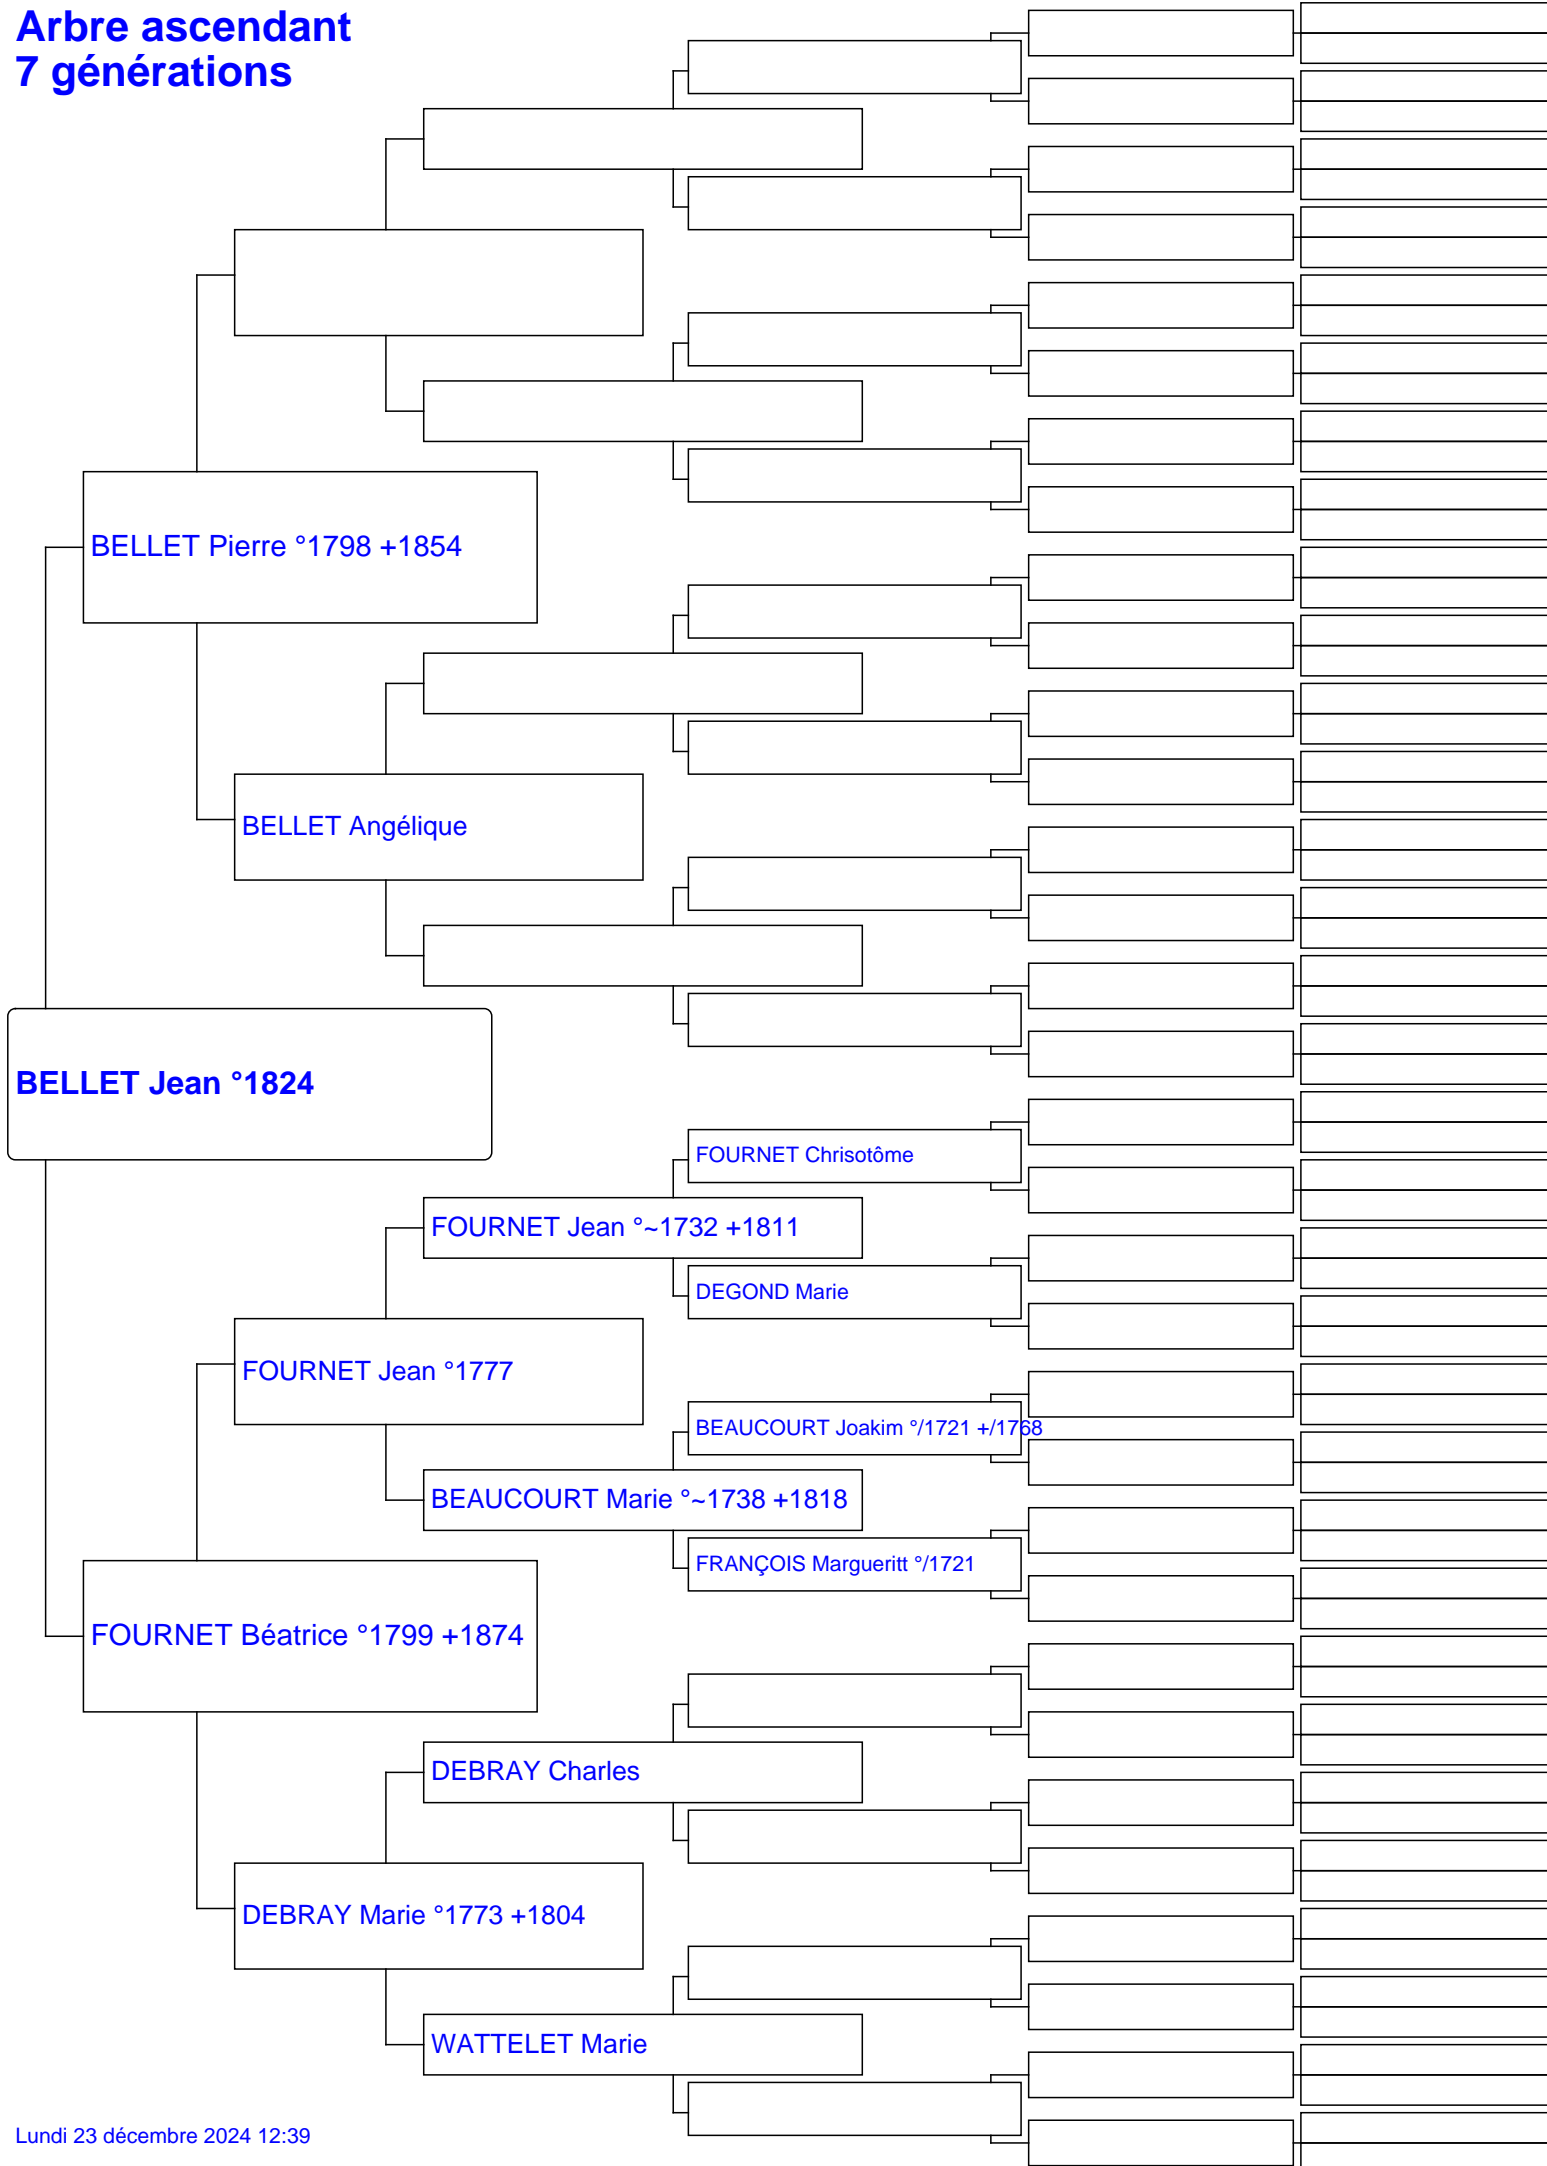 Arbre ascendant
7 générations
BELLET Pierre °1798 +1854
BELLET Angélique
BELLET Jean °1824
FOURNET Chrisotôme
FOURNET Jean °~1732 +1811
DEGOND Marie
FOURNET Jean °1777
BEAUCOURT Joakim °/1721 +/1768
BEAUCOURT Marie °~1738 +1818
FRANÇOIS Margueritt °/1721
FOURNET Béatrice °1799 +1874
DEBRAY Charles
DEBRAY Marie °1773 +1804
WATTELET Marie
Lundi 23 décembre 2024 12:39